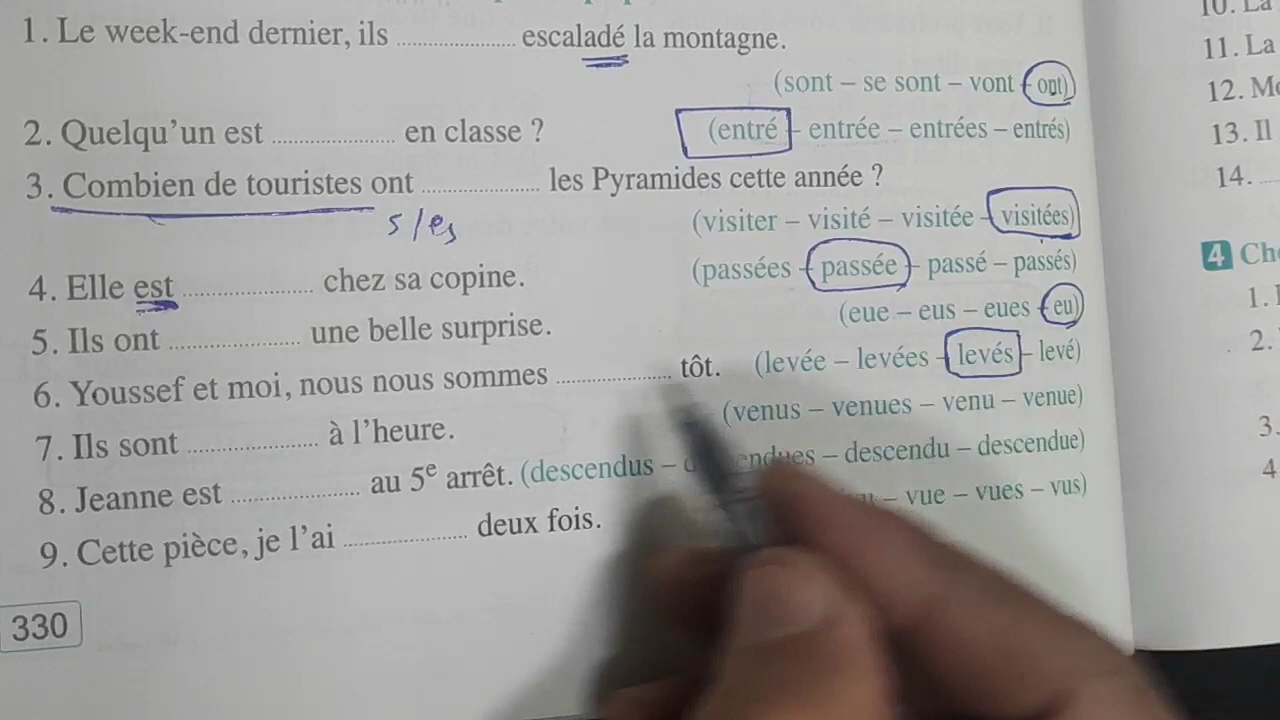 10. La
1. Le week-end dernier, ils .................... escaladé la montagne.
11. La
(sont – se sont – vont – ont)
12. Mo
2. Quelqu'un est .................... en classe ? (entré – entrée – entrées – entrés)
13. Il
3. Combien de touristes ont .................... les Pyramides cette année ?
14.
s/es (visiter – visité – visitée – visitées)
4. Elle est .................... chez sa copine. (passées – passée – passé – passés)
4 Ch
5. Ils ont .................... une belle surprise. (eue – eus – eues – eu)
1.
6. Youssef et moi, nous nous sommes .................... tôt. (levée – levées – levés – levé)
2.
7. Ils sont .................... à l'heure. (venus – venues – venu – venue)
3.
8. Jeanne est .................... au 5e arrêt. (descendus – – descendu – descendue)
4
9. Cette pièce, je l'ai .................... deux fois. – vue – vues – vus)
330